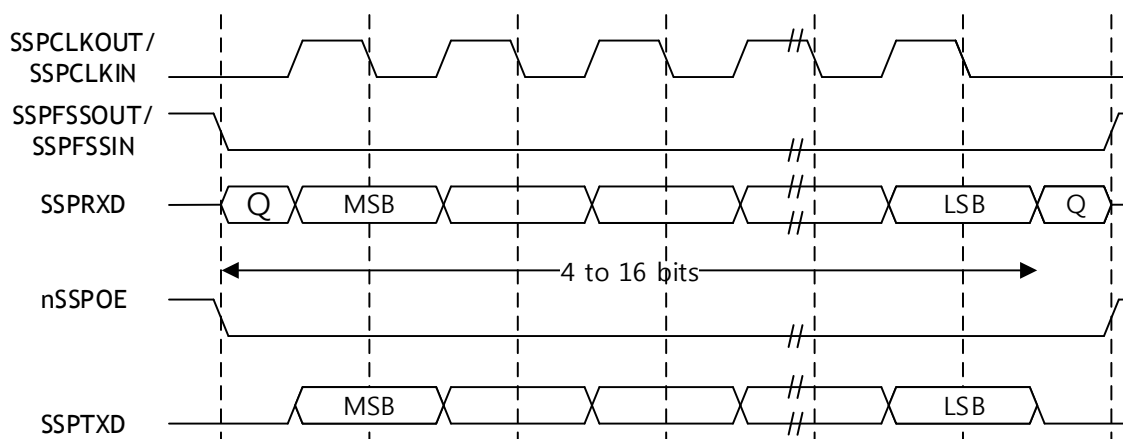 SSPCLKOUT/
SSPCLKIN
SSPFSSOUT/
SSPFSSIN
SSPRXD
Q
MSB
LSB
Q
4 to 16 bits
nSSPOE
SSPTXD
MSB
LSB